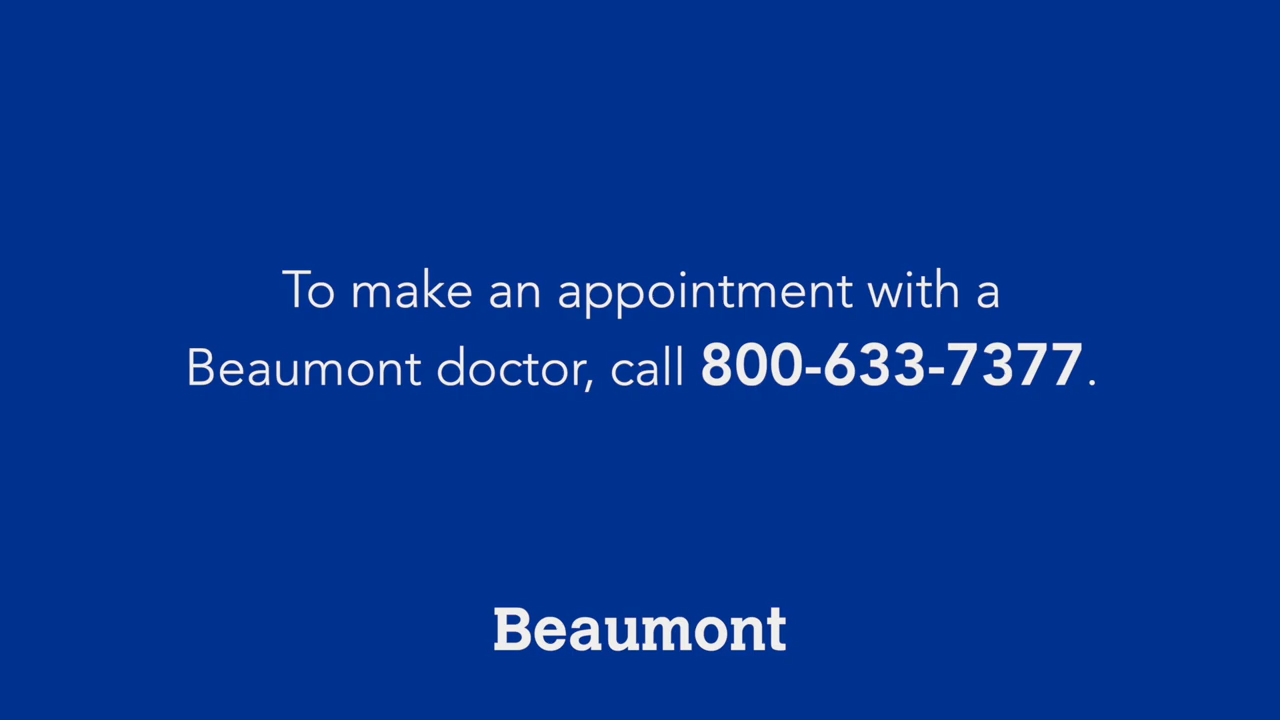 To make an appointment with a
Beaumont doctor, call 800-633-7377.
Beaumont